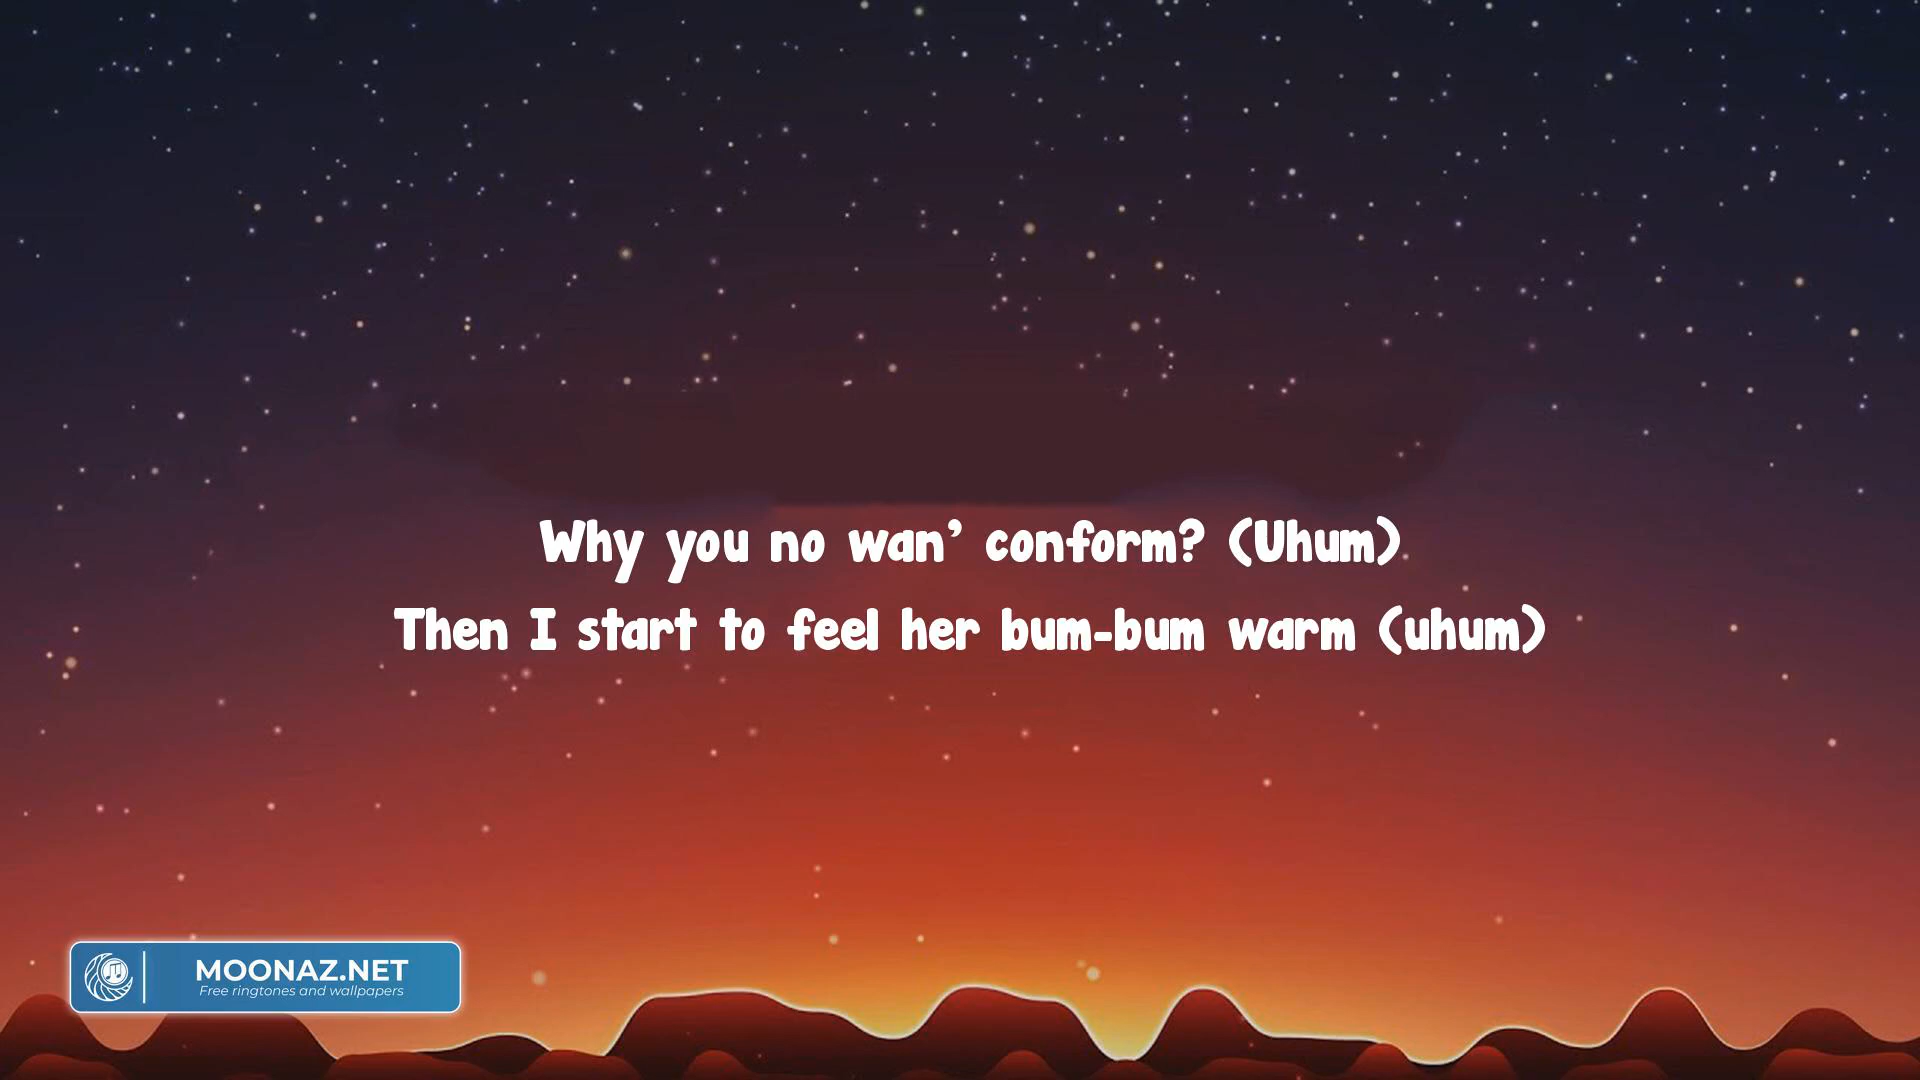 Why you no wan’ conform? (Uhum)
Then I start to feel her bum-bum warm (uhum)
MOONAZ.NET
Free ringtones and wallpapers